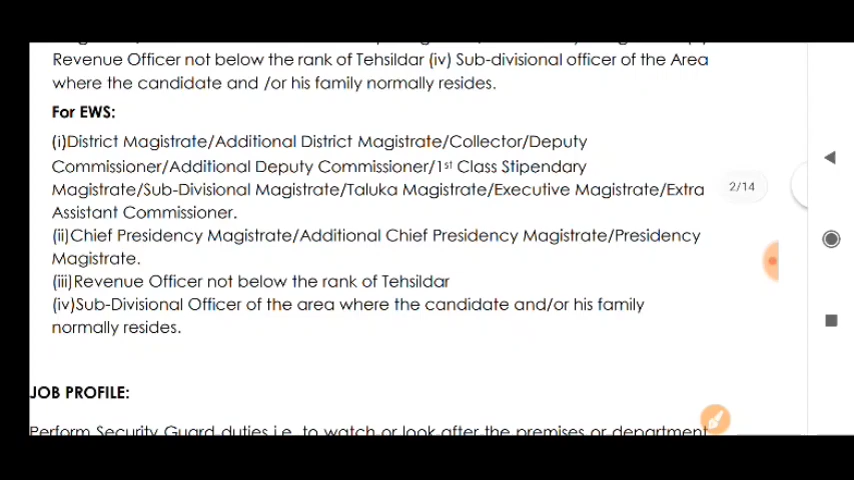 Revenue Officer not below the rank of Tehsildar (iv) Sub-divisional officer of the Area
where the candidate and /or his family normally resides.
For EWS:
(i)District Magistrate/Additional District Magistrate/Collector/Deputy
Commissioner/Additional Deputy Commissioner/1st Class Stipendary
Magistrate/Sub-Divisional Magistrate/Taluka Magistrate/Executive Magistrate/Extra
Assistant Commissioner.
(ii)Chief Presidency Magistrate/Additional Chief Presidency Magistrate/Presidency
Magistrate.
(iii)Revenue Officer not below the rank of Tehsildar
(iv)Sub-Divisional Officer of the area where the candidate and/or his family
normally resides.
2/14
JOB PROFILE:
Perform Security Guard duties i.e. to watch or look after the premises or department